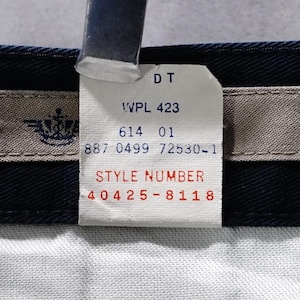 D T
WPL 423
614 01
887 0499 72530-1
STYLE NUMBER
40425-8118